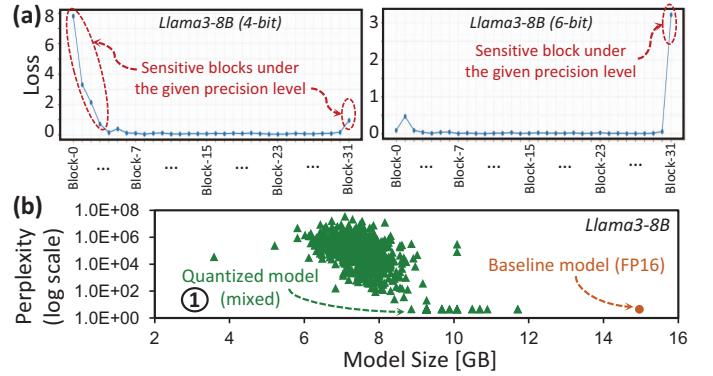 (a)
Llama3-8B (4-bit)
Loss
8
7
6
5
4
3
2
1
0
Sensitive blocks under
the given precision level
Block-0
...
Block-7
...
Block-15
...
Block-23
...
Block-31
Llama3-8B (6-bit)
3
2
1
0
Sensitive block under
the given precision level
Block-0
...
Block-7
...
Block-15
...
Block-23
...
Block-31
(b)
Llama3-8B
Perplexity
(log scale)
1.0E+08
1.0E+06
1.0E+04
1.0E+02
1.0E+00
Quantized model
(mixed)
1
Baseline model (FP16)
2
4
6
8
10
12
14
16
Model Size [GB]